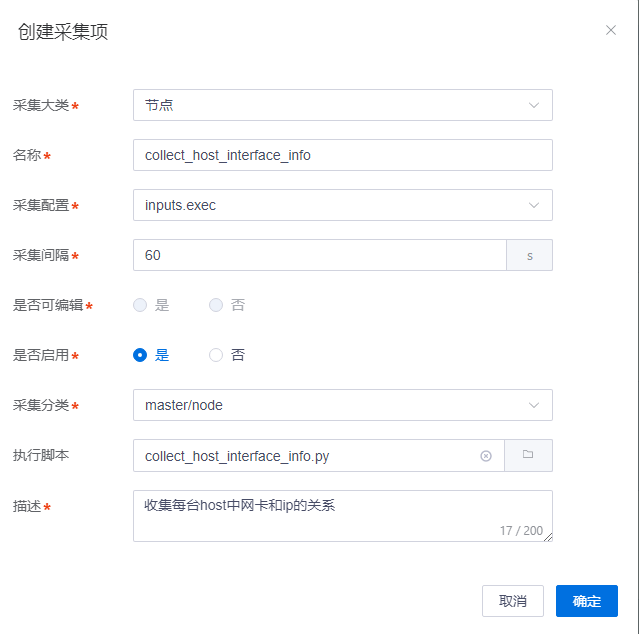 创建采集项
采集大类* 节点
名称* collect_host_interface_info
采集配置* inputs.exec
采集间隔* 60 s
是否可编辑* 是 否
是否启用* 是 否
采集分类* master/node
执行脚本 collect_host_interface_info.py
描述* 收集每台host中网卡和ip的关系
17 / 200
取消 确定